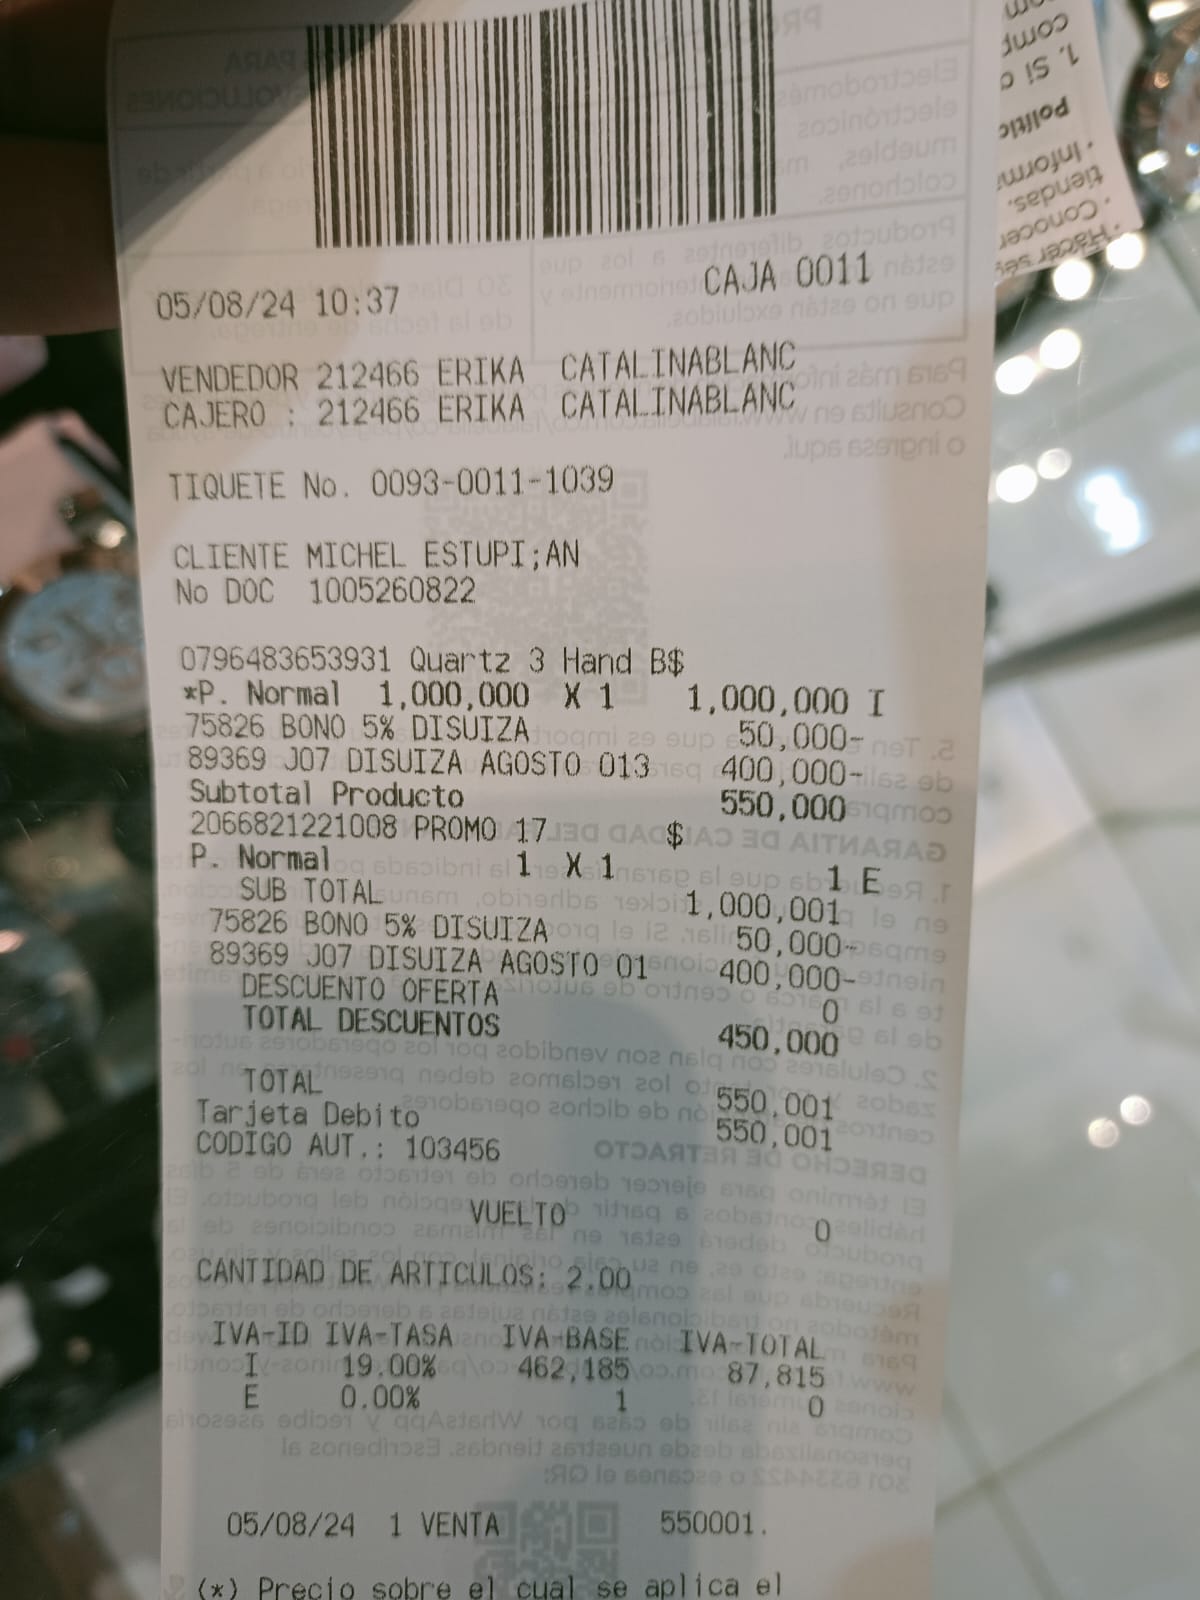 05/08/24 10:37 CAJA 0011
VENDEDOR 212466 ERIKA CATALINABLANC
CAJERO : 212466 ERIKA CATALINABLANC
TIQUETE No. 0093-0011-1039
CLIENTE MICHEL ESTUPI;AN
No DOC 1005260822
0796483653931 Quartz 3 Hand B$
*P. Normal 1,000,000 X 1 1,000,000 I
75826 BONO 5% DISUIZA 50,000-
89369 J07 DISUIZA AGOSTO 013 400,000-
Subtotal Producto 550,000
2066821221008 PROMO 17 $
P. Normal 1 X 1 1 E
SUB TOTAL 1,000,001
75826 BONO 5% DISUIZA 50,000-
89369 J07 DISUIZA AGOSTO 01 400,000-
DESCUENTO OFERTA 0
TOTAL DESCUENTOS 450,000
TOTAL 550,001
Tarjeta Debito 550,001
CODIGO AUT.: 103456
VUELTO 0
CANTIDAD DE ARTICULOS: 2.00
IVA-ID IVA-TASA IVA-BASE IVA-TOTAL
I 19.00% 462,185 87,815
E 0.00% 1 0
05/08/24 1 VENTA 550001.
(*) Precio sobre el cual se aplica el